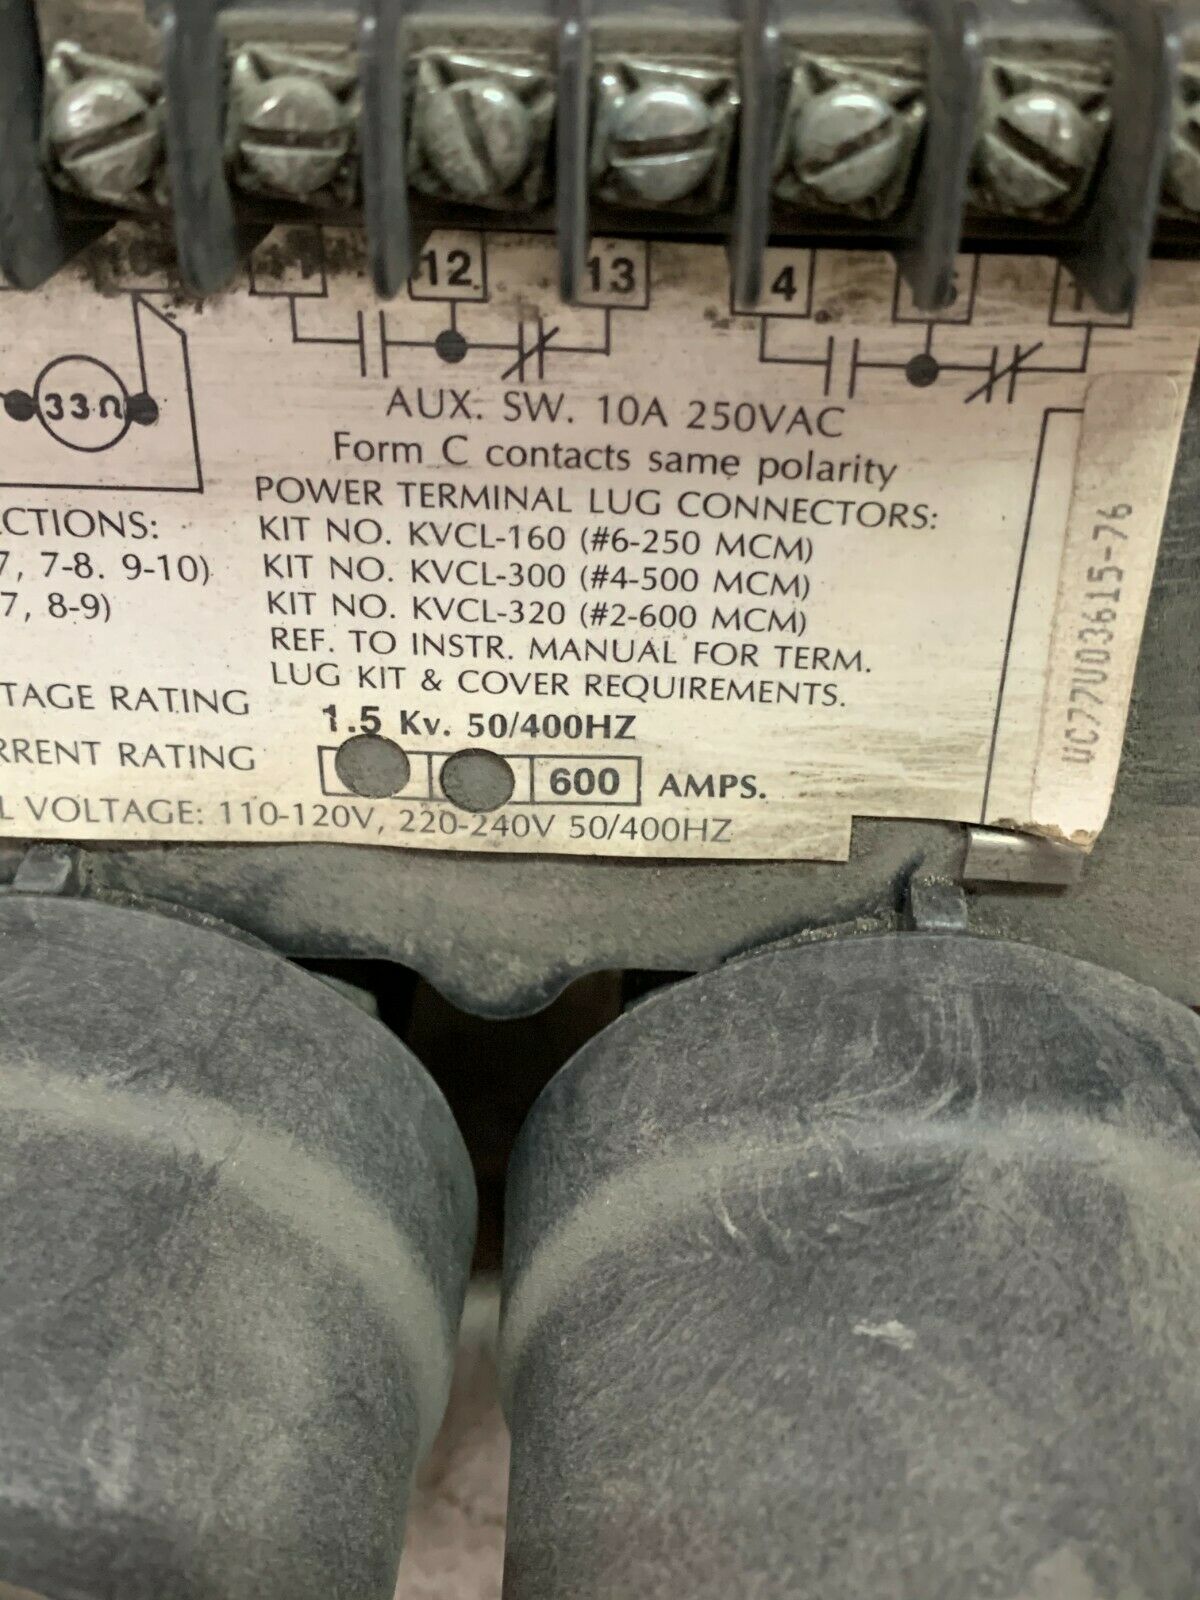 12
13
4
33Ω
AUX. SW. 10A 250VAC
Form C contacts same polarity
POWER TERMINAL LUG CONNECTORS:
KIT NO. KVCL-160 (#6-250 MCM)
KIT NO. KVCL-300 (#4-500 MCM)
KIT NO. KVCL-320 (#2-600 MCM)
REF. TO INSTR. MANUAL FOR TERM.
LUG KIT & COVER REQUIREMENTS.
CTIONS:
7, 7-8. 9-10)
7, 8-9)
TAGE RATING 1.5 Kv. 50/400HZ
RRENT RATING 600 AMPS.
L VOLTAGE: 110-120V, 220-240V 50/400HZ
VC77U03615-76